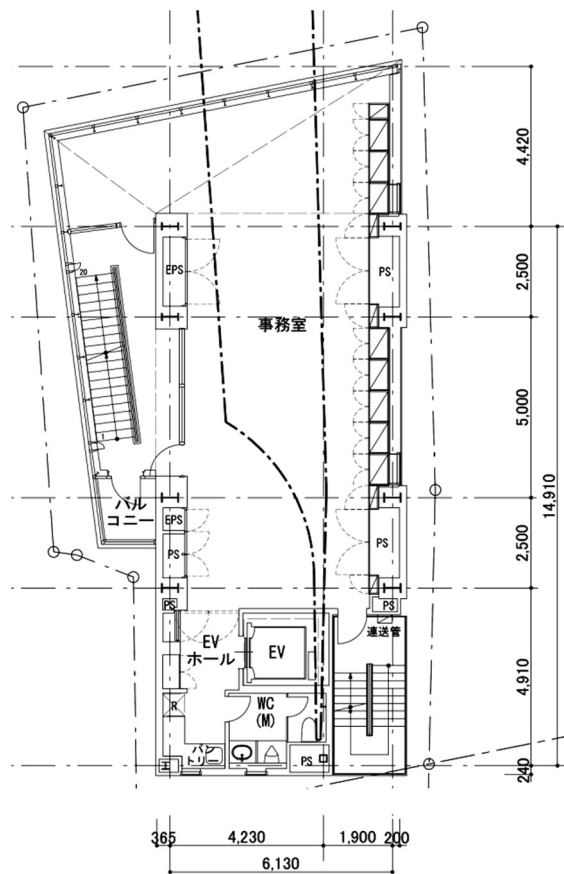 4,420
20
EPS
PS
2,500
事務室
5,000
14,910
1
バル
コニー
EPS
PS
PS
2,500
PS
PS
連送管
EV
ホール
EV
4,910
R
WC
(M)
パン
トリー
PS
240
365
4,230
1,900
200
6,130